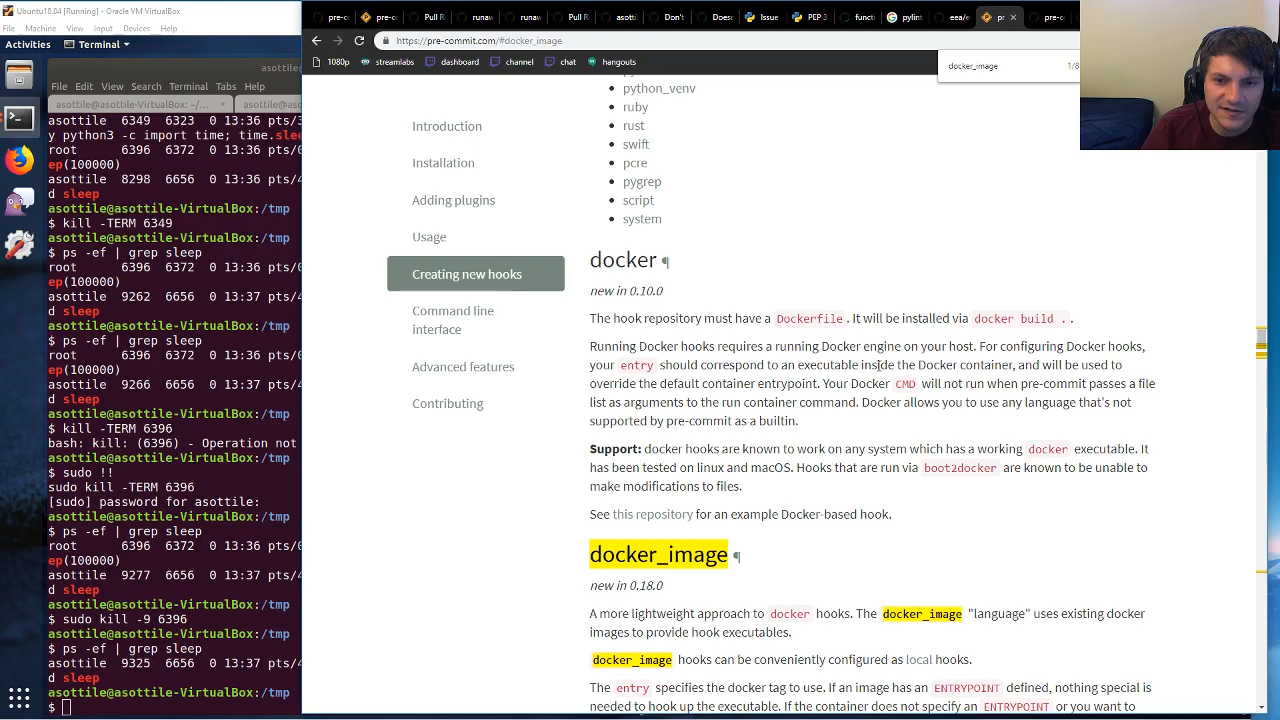 Ubuntu18.04 [Running] - Oracle VM VirtualBox
File Machine View Input Devices Help
Activities Terminal
asottil
File Edit View Search Terminal Tabs Help
asottile@asottile-VirtualBox: ~/... × asottile@a
asottile 6349 6323 0 13:36 pts/3
y python3 -c import time; time.slee
root 6396 6372 0 13:36 pts/0
ep(100000)
asottile 8298 6656 0 13:36 pts/4
d sleep
asottile@asottile-VirtualBox:/tmp
$ kill -TERM 6349
asottile@asottile-VirtualBox:/tmp
$ ps -ef | grep sleep
root 6396 6372 0 13:36 pts/0
ep(100000)
asottile 9262 6656 0 13:37 pts/4
d sleep
asottile@asottile-VirtualBox:/tmp
$ ps -ef | grep sleep
root 6396 6372 0 13:36 pts/0
ep(100000)
asottile 9266 6656 0 13:37 pts/4
d sleep
asottile@asottile-VirtualBox:/tmp
$ kill -TERM 6396
bash: kill: (6396) - Operation not
asottile@asottile-VirtualBox:/tmp
$ sudo !!
sudo kill -TERM 6396
[sudo] password for asottile:
asottile@asottile-VirtualBox:/tmp
$ ps -ef | grep sleep
root 6396 6372 0 13:36 pts/0
ep(100000)
asottile 9277 6656 0 13:37 pts/4
d sleep
asottile@asottile-VirtualBox:/tmp
$ sudo kill -9 6396
asottile@asottile-VirtualBox:/tmp
$ ps -ef | grep sleep
asottile 9325 6656 0 13:37 pts/4
d sleep
asottile@asottile-VirtualBox:/tmp
$
pre-c pre-c Pull R runaw runaw Pull R asotti Don't Does Issue PEP 3 functi pylint eea/e pr × pre-c
https://pre-commit.com/#docker_image
1080p streamlabs dashboard channel chat hangouts
docker_image 1/8
Introduction
Installation
Adding plugins
Usage
Creating new hooks
Command line
interface
Advanced features
Contributing
python_venv
ruby
rust
swift
pcre
pygrep
script
system
docker ¶
new in 0.10.0
The hook repository must have a Dockerfile. It will be installed via docker build . .
Running Docker hooks requires a running Docker engine on your host. For configuring Docker hooks,
your entry should correspond to an executable inside the Docker container, and will be used to
override the default container entrypoint. Your Docker CMD will not run when pre-commit passes a file
list as arguments to the run container command. Docker allows you to use any language that's not
supported by pre-commit as a builtin.
Support: docker hooks are known to work on any system which has a working docker executable. It
has been tested on linux and macOS. Hooks that are run via boot2docker are known to be unable to
make modifications to files.
See this repository for an example Docker-based hook.
docker_image ¶
new in 0.18.0
A more lightweight approach to docker hooks. The docker_image "language" uses existing docker
images to provide hook executables.
docker_image hooks can be conveniently configured as local hooks.
The entry specifies the docker tag to use. If an image has an ENTRYPOINT defined, nothing special is
needed to hook up the executable. If the container does not specify an ENTRYPOINT or you want to